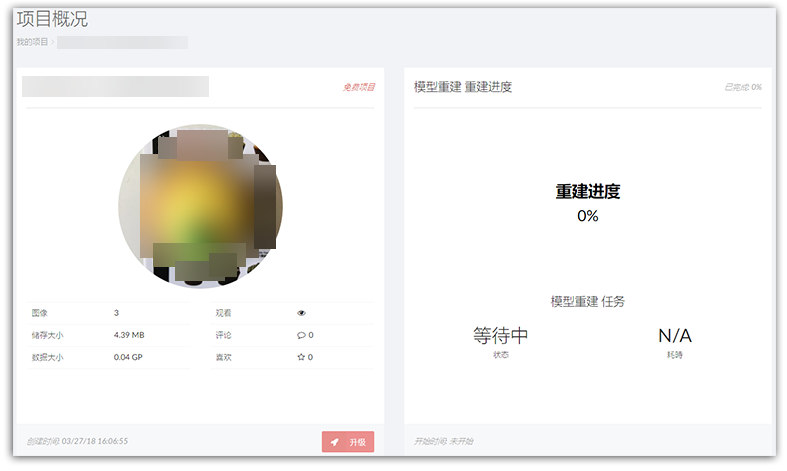 项目概况
我的项目 :
免费项目
图像 3 观看
储存大小 4.39 MB 评论 0
数据大小 0.04 GP 喜欢 0
创建时间: 03/27/18 16:06:55 升级
模型重建 重建进度 已完成: 0%
重建进度
0%
模型重建 任务
等待中 N/A
状态 耗时
开始时间: 未开始